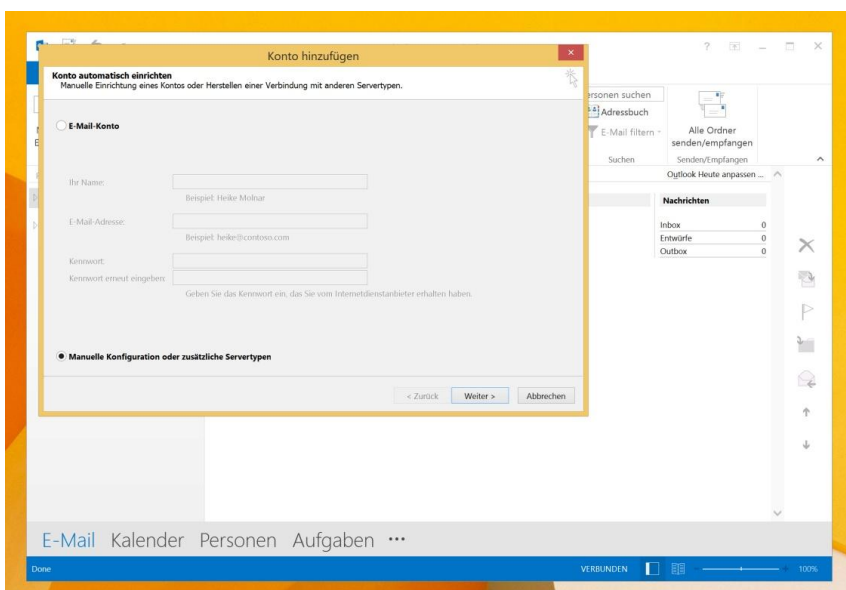 Konto hinzufügen
Konto automatisch einrichten
Manuelle Einrichtung eines Kontos oder Herstellen einer Verbindung mit anderen Servertypen.
E-Mail-Konto
Ihr Name:
Beispiel: Heike Molnar
E-Mail-Adresse:
Beispiel: heike@contoso.com
Kennwort:
Kennwort erneut eingeben:
Geben Sie das Kennwort ein, das Sie vom Internetdienstanbieter erhalten haben.
Manuelle Konfiguration oder zusätzliche Servertypen
< Zurück Weiter > Abbrechen
ersonen suchen
Adressbuch
E-Mail filtern
Suchen
Alle Ordner
senden/empfangen
Senden/Empfangen
Outlook Heute anpassen ...
Nachrichten
Inbox 0
Entwürfe 0
Outbox 0
E-Mail Kalender Personen Aufgaben •••
Done VERBUNDEN 100%